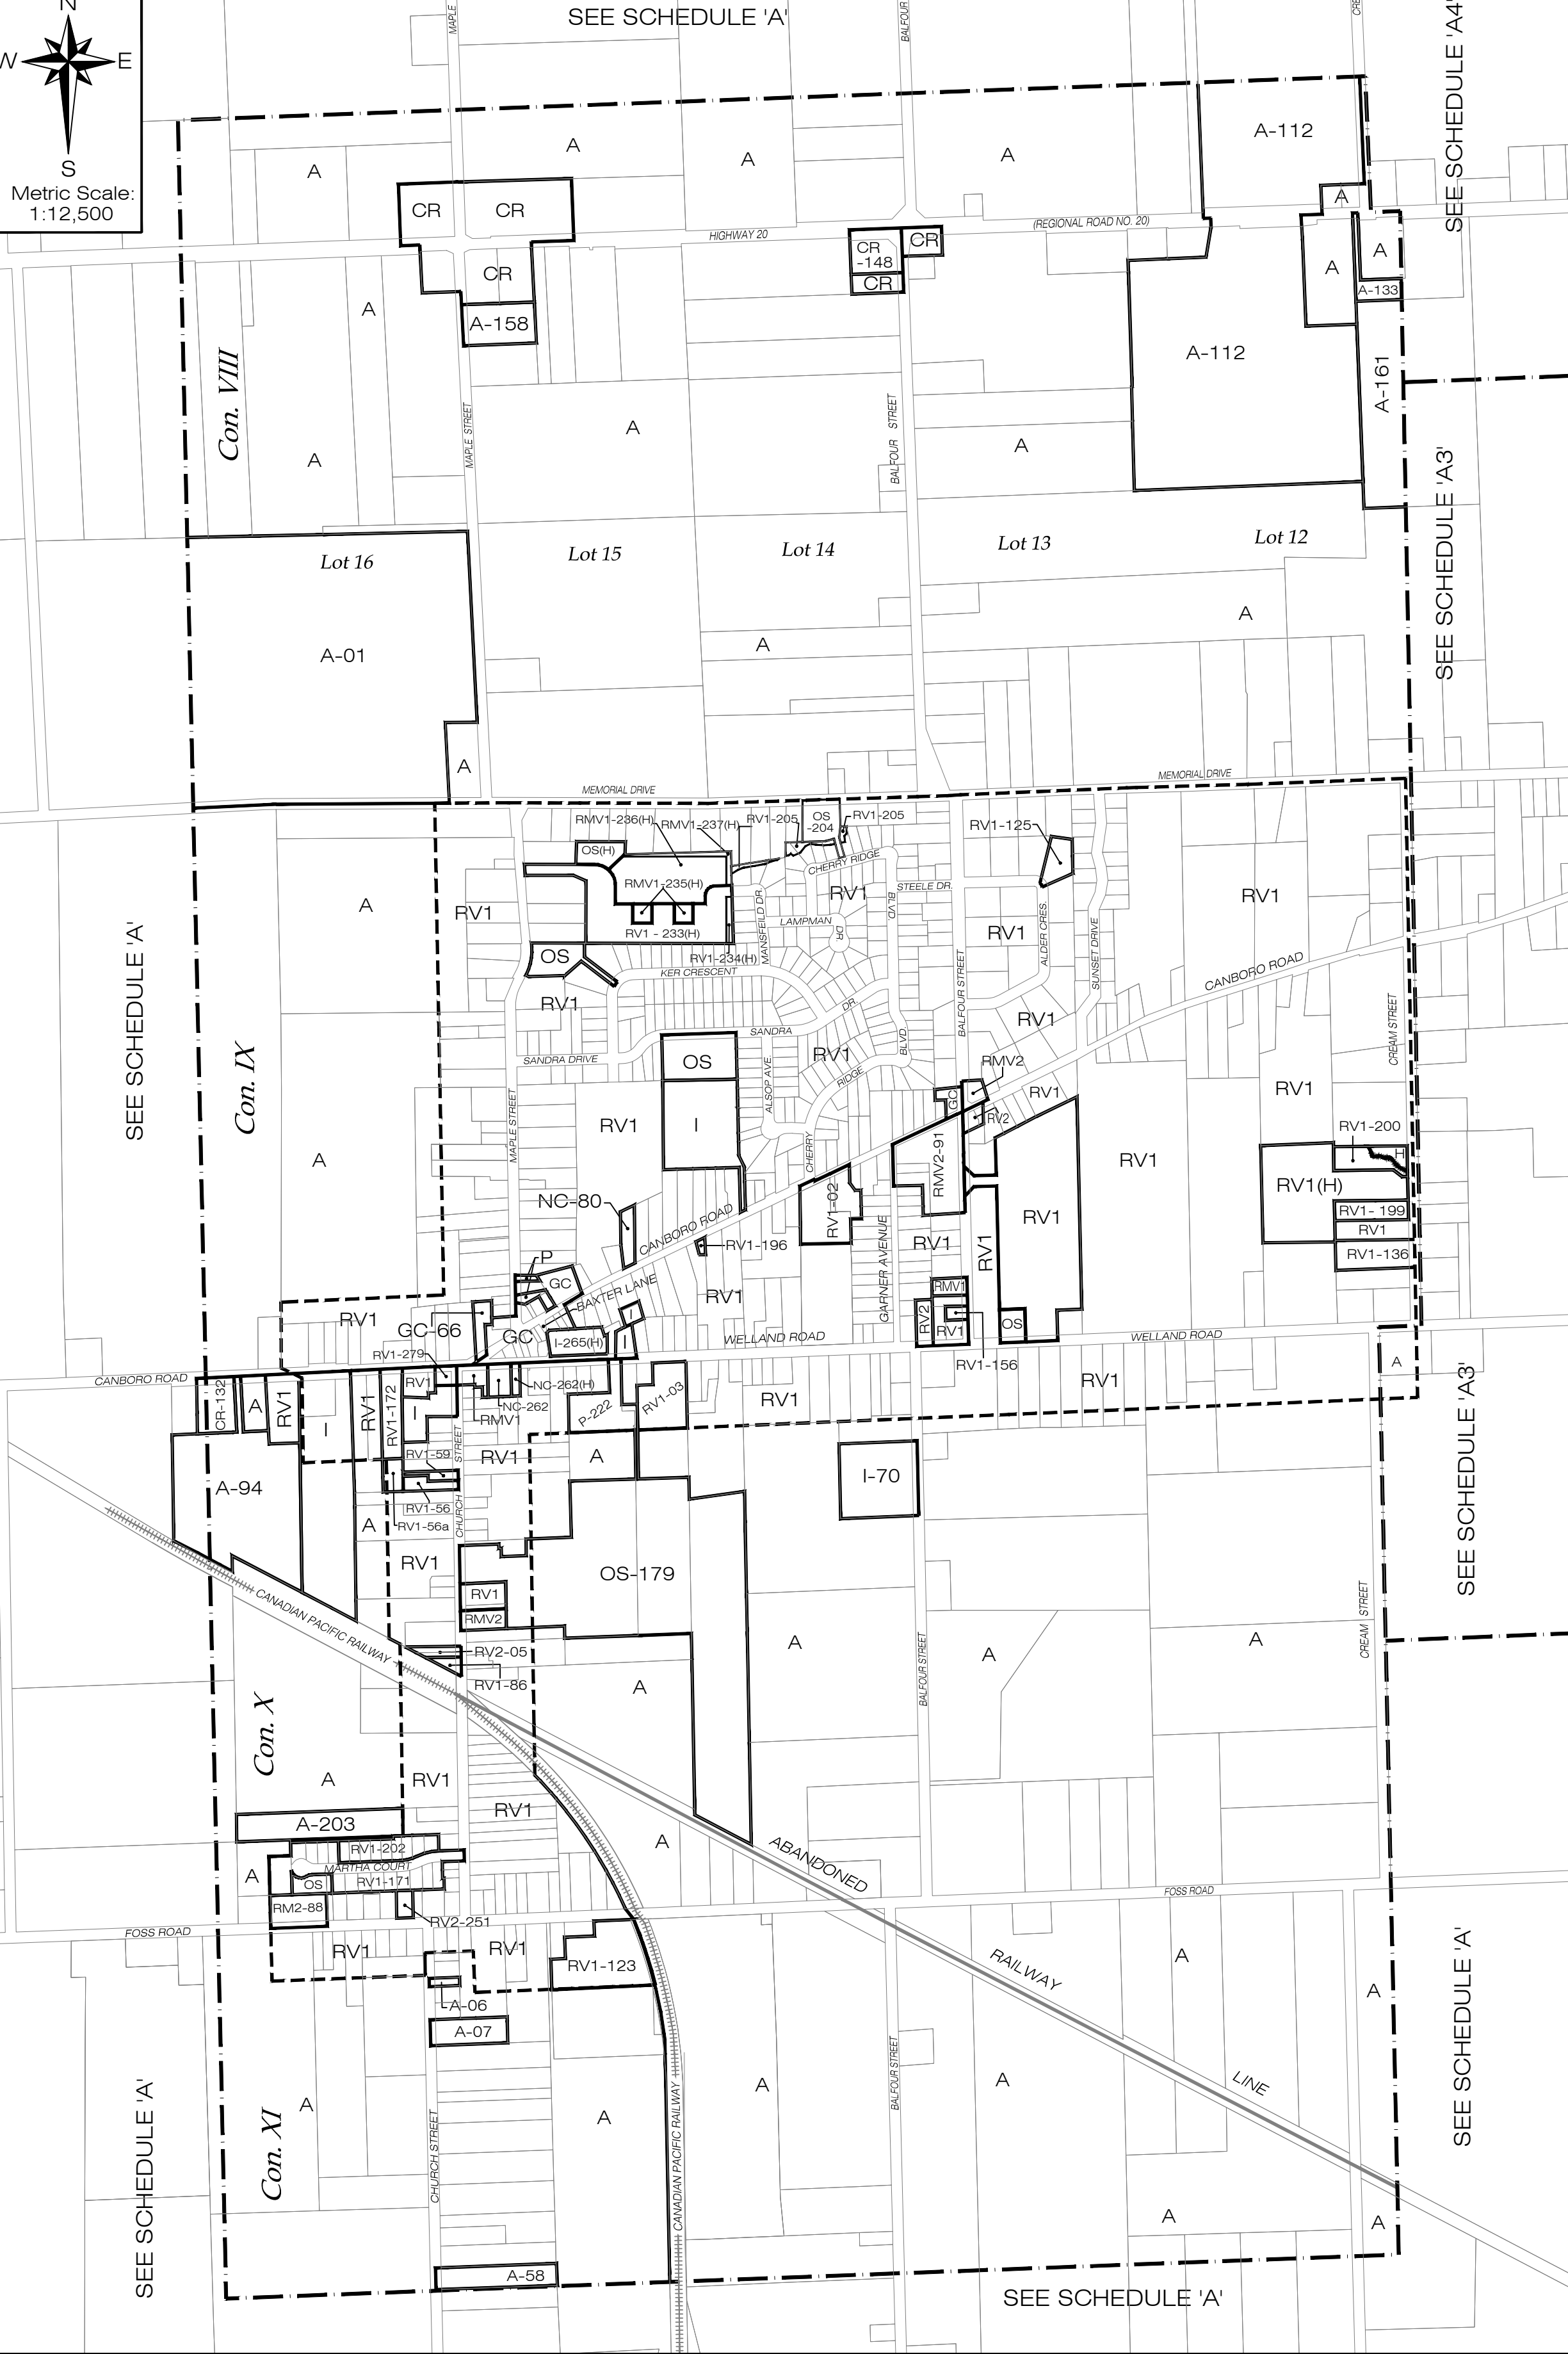 N
SEE SCHEDULE 'A'
MAPLE
BALFOUR
SEE SCHEDULE 'A4'
W
E
S
Metric Scale:
1:12,500
A
A
A
A
A-112
A
CR
CR
HIGHWAY 20
(REGIONAL ROAD NO. 20)
CR
-148
CR
CR
CR
A
A
A-133
A
A-158
A-112
A-161
Con. VIII
MAPLE STREET
BALFOUR STREET
A
A
A
SEE SCHEDULE 'A3'
Lot 16
Lot 15
Lot 14
Lot 13
Lot 12
A
A
A-01
A
MEMORIAL DRIVE
MEMORIAL DRIVE
RMV1-236(H)
RMV1-237(H)
RV1-205
OS
-204
RV1-205
RV1-125
OS(H)
CHERRY RIDGE
BLVD
RMV1-235(H)
RV1
STEELE DR.
RV1
A
RV1
MANSFEILD DR.
LAMPMAN
DR.
RV1 - 233(H)
RV1
ALDER CRES.
SUNSET DRIVE
OS
RV1-234(H)
KER CRESCENT
BALFOUR STREET
CANBORO ROAD
SEE SCHEDULE 'A'
RV1
DR.
RV1
CREAM STREET
Con. IX
SANDRA DRIVE
SANDRA
BLVD.
OS
RV1
RIDGE
ALSOP AVE.
RMV2
GC
RV1
RV1
RV2
MAPLE STREET
RV1
I
CHERRY
A
RMV2-91
RV1
RV1-200
H
RV1(H)
NC-80
CANBORO ROAD
RV1-02
RV1
RV1- 199
RV1
RV1-136
RV1-196
GARNER AVENUE
RV1
RV1
P
GC
BAXTER LANE
RV1
RMV1
RV1
GC-66
GC
I
I
I-265(H)
WELLAND ROAD
RV2
RV1
OS
WELLAND ROAD
RV1-279
RV1-156
A
CANBORO ROAD
CR-132
A
RV1
I
RV1
RV1-172
RV1
I
NC-262(H)
NC-262
RMV1
P-222
RV1-03
RV1
RV1
SEE SCHEDULE 'A3'
RV1-59
RV1
A
A-94
RV1-56
RV1-56a
CHURCH STREET
I-70
A
RV1
OS-179
RV1
RMV2
CANADIAN PACIFIC RAILWAY
RV2-05
RV1-86
A
A
BALFOUR STREET
A
A
CREAM STREET
Con. X
A
RV1
RV1
A-203
RV1-202
MARTHA COURT
A
OS
RV1-171
A
ABANDONED
RM2-88
RV2-251
FOSS ROAD
FOSS ROAD
RV1
RV1
RV1-123
RAILWAY
A
A
SEE SCHEDULE 'A'
A-06
A-07
A
A
A
A
BALFOUR STREET
LINE
SEE SCHEDULE 'A'
Con. XI
CHURCH STREET
CANADIAN PACIFIC RAILWAY
A
A
A-58
SEE SCHEDULE 'A'